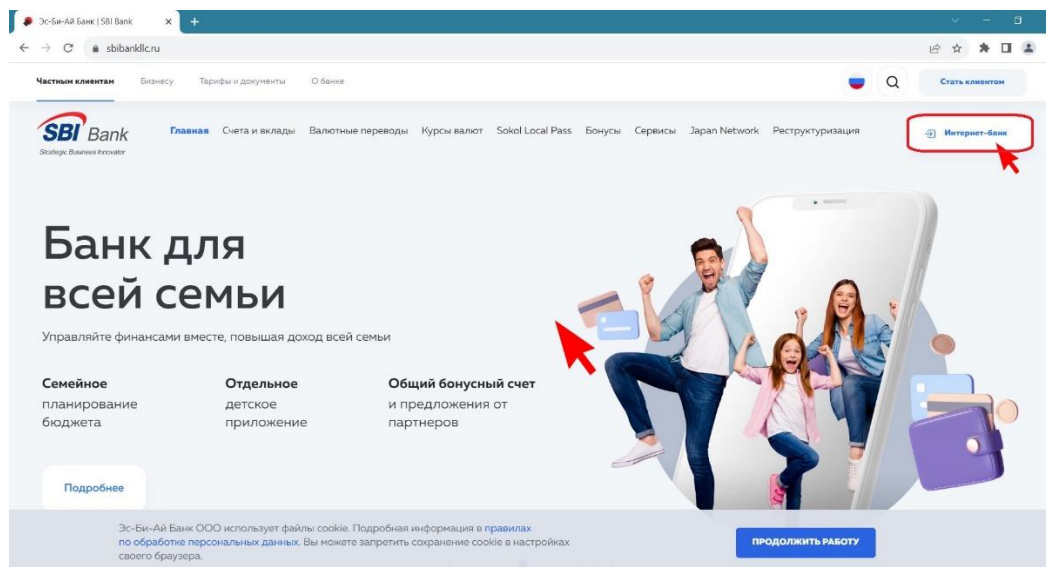 Эс-Би-Ай Банк | SBI Bank
sbibankllc.ru
Частным клиентам Бизнесу Тарифы и документы О банке Стать клиентом
SBI Bank
Strategic Business Innovator
Главная Счета и вклады Валютные переводы Курсы валют Sokol Local Pass Бонусы Сервисы Japan Network Реструктуризация Интернет-банк
Банк для
всей семьи
Управляйте финансами вместе, повышая доход всей семьи
Семейное
планирование
бюджета
Отдельное
детское
приложение
Общий бонусный счет
и предложения от
партнеров
Подробнее
Эс-Би-Ай Банк ООО использует файлы cookie. Подробная информация в правилах
по обработке персональных данных. Вы можете запретить сохранение cookie в настройках
своего браузера.
ПРОДОЛЖИТЬ РАБОТУ